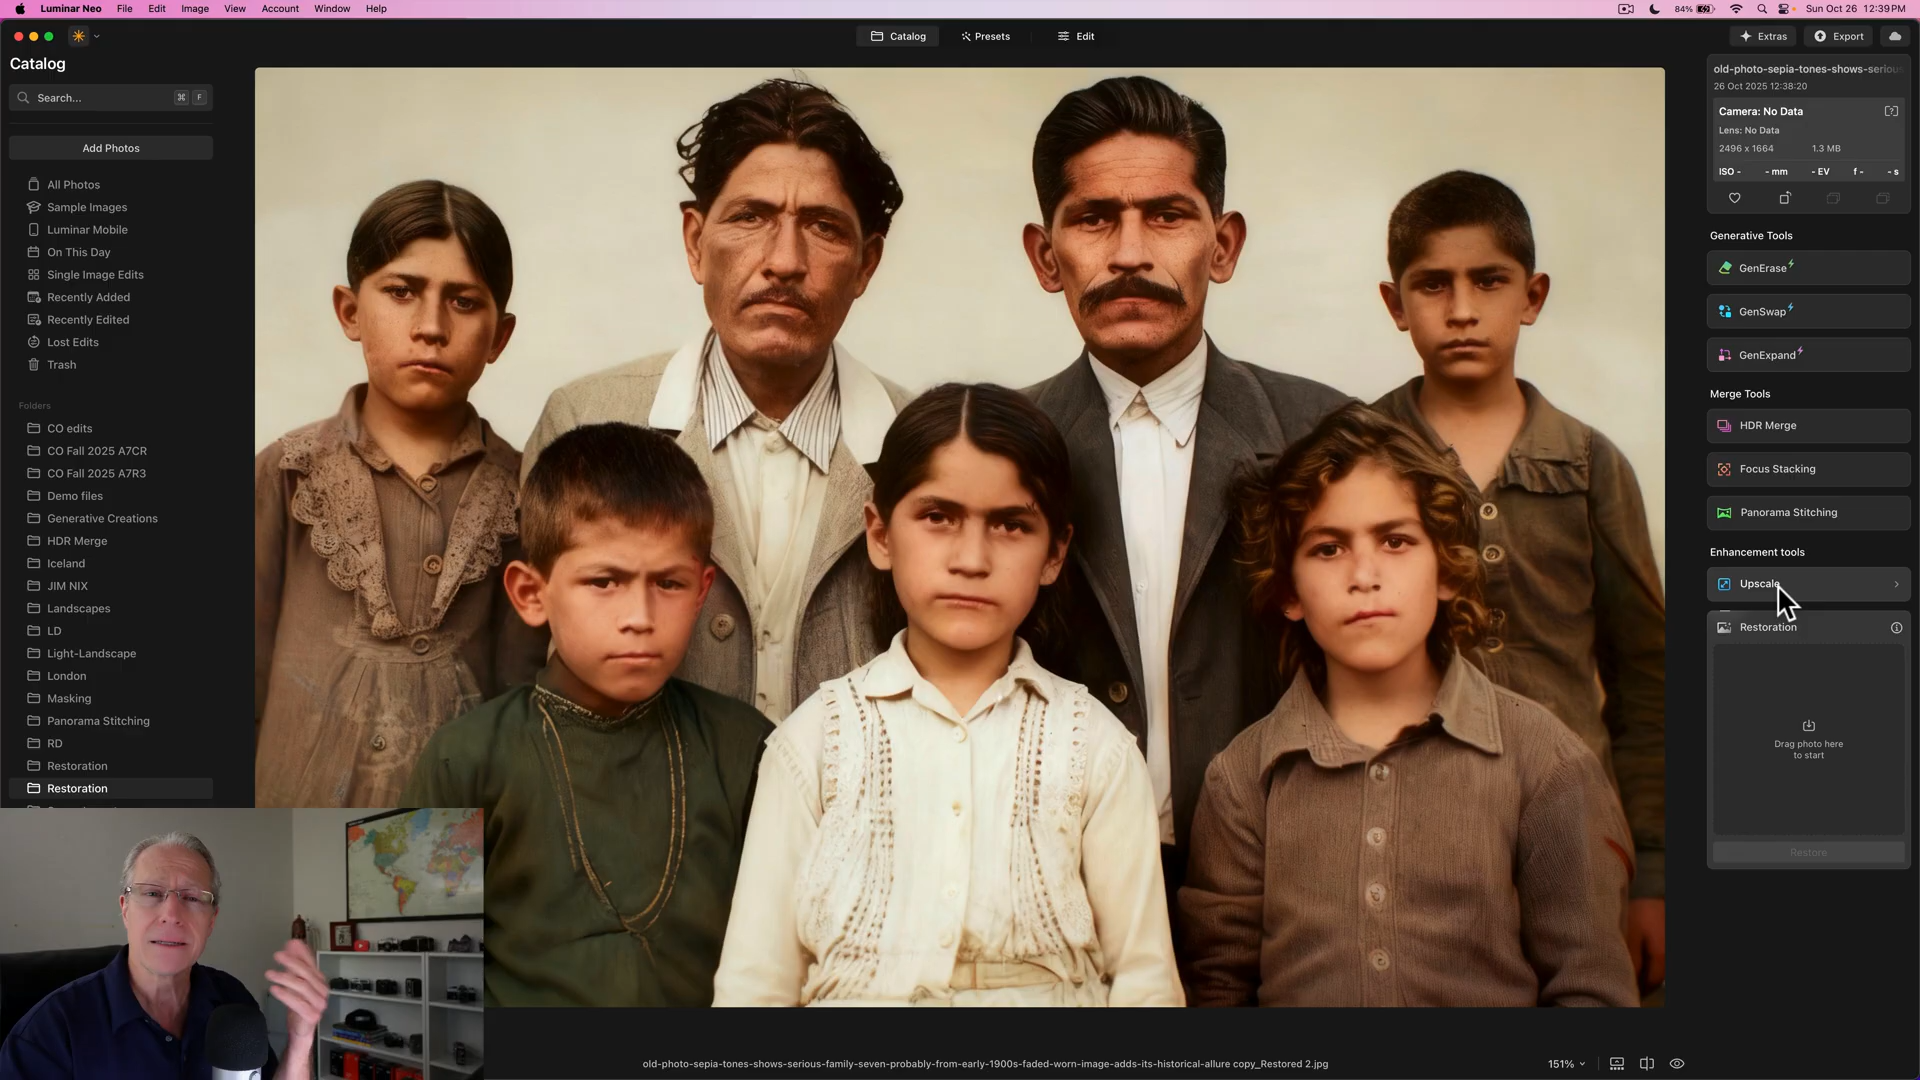 Luminar Neo File Edit Image View Account Window Help
84% Sun Oct 26 12:39 PM
Catalog Presets Edit
Extras Export
Catalog
Search... ⌘ F
Add Photos
All Photos
Sample Images
Luminar Mobile
On This Day
Single Image Edits
Recently Added
Recently Edited
Lost Edits
Trash
Folders
CO edits
CO Fall 2025 A7CR
CO Fall 2025 A7R3
Demo files
Generative Creations
HDR Merge
Iceland
JIM NIX
Landscapes
LD
Light-Landscape
London
Masking
Panorama Stitching
RD
Restoration
Restoration
old-photo-sepia-tones-shows-serious
26 Oct 2025 12:38:20
Camera: No Data
Lens: No Data
2496 x 1664 1.3 MB
ISO - - mm - EV f - - s
Generative Tools
GenErase
GenSwap
GenExpand
Merge Tools
HDR Merge
Focus Stacking
Panorama Stitching
Enhancement tools
Upscale
Restoration
Drag photo here
to start
Restore
old-photo-sepia-tones-shows-serious-family-seven-probably-from-early-1900s-faded-worn-image-adds-its-historical-allure copy_Restored 2.jpg
151%